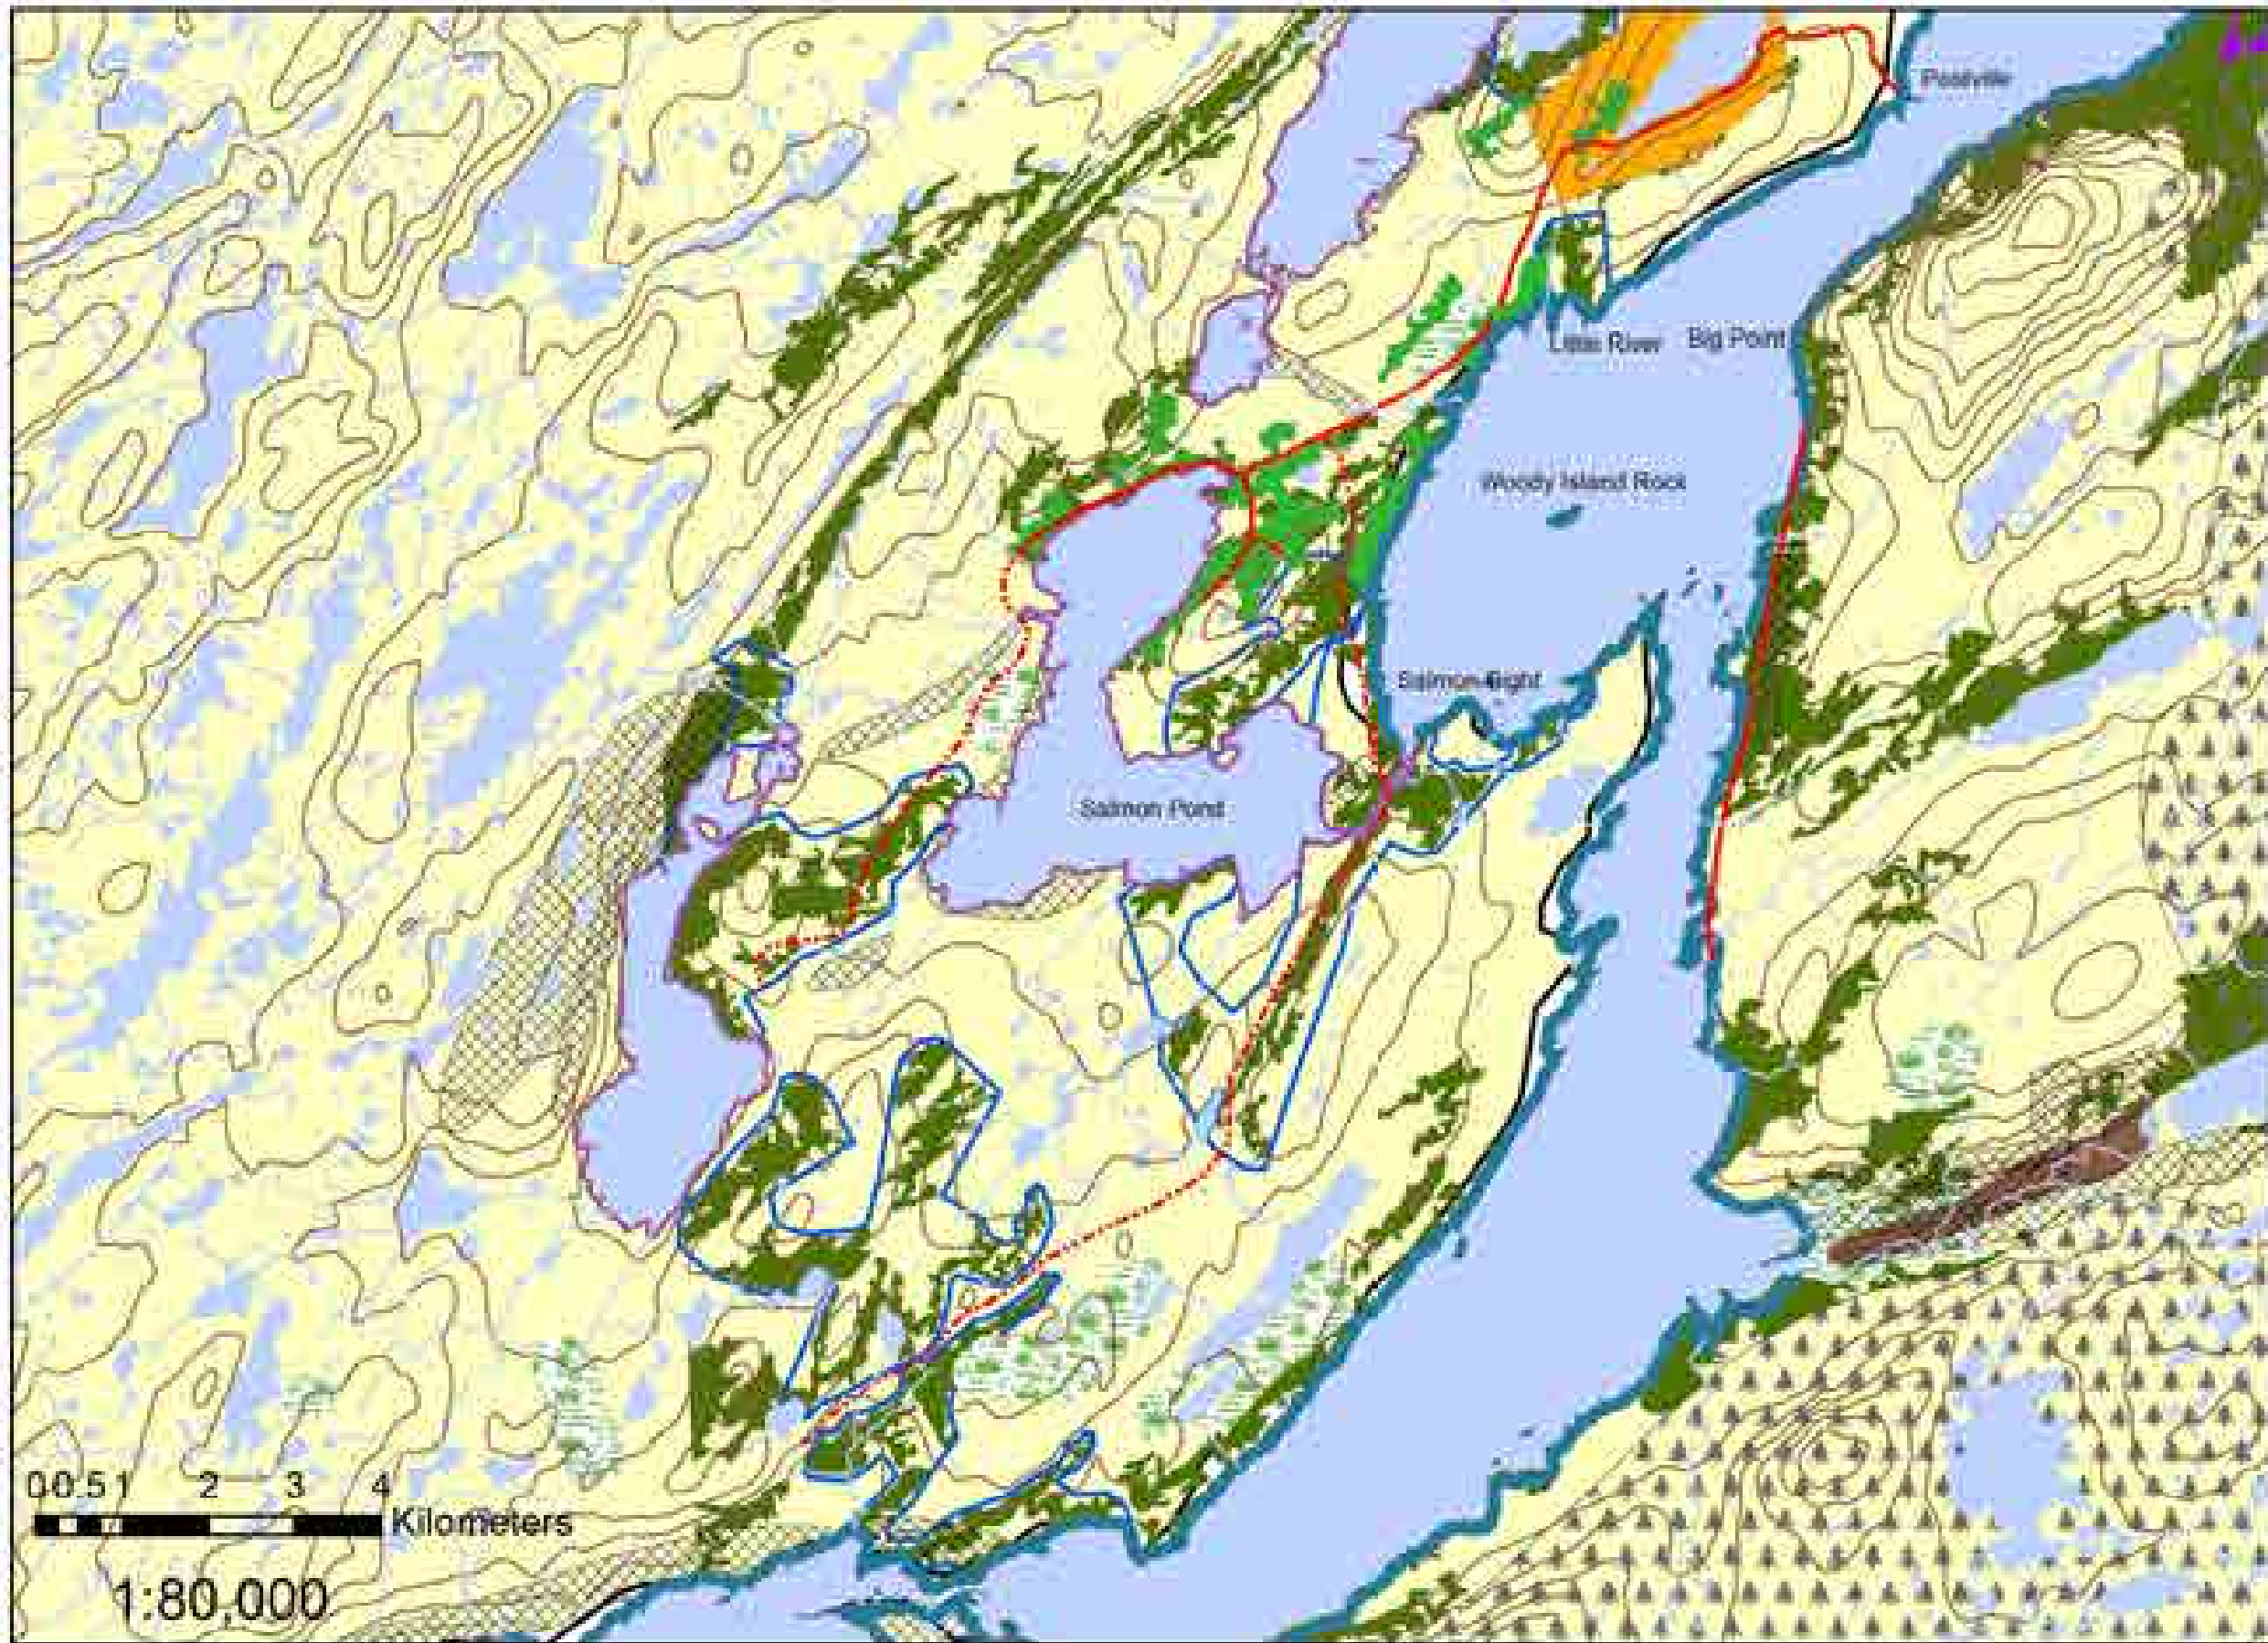 Postville
Little River
Big Point
Woody Island Rock
Salmon Bight
Salmon Pond
0 0.5 1 2 3 4
Kilometers
1:80,000